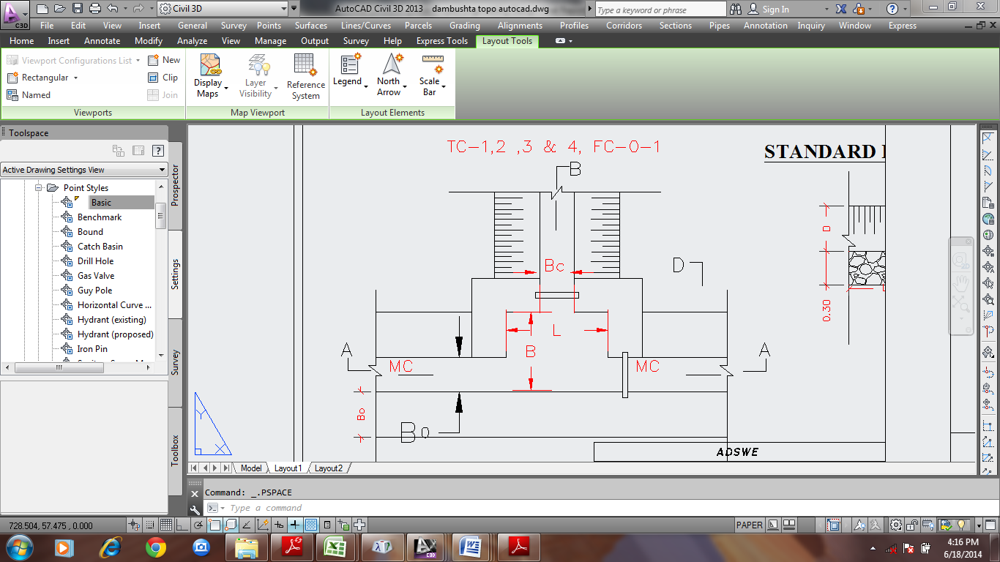 Civil 3D
AutoCAD Civil 3D 2013 dambushta topo autocad.dwg
Type a keyword or phrase
Sign In
C3D
File Edit View Insert General Survey Points Surfaces Lines/Curves Parcels Grading Alignments Profiles Corridors Sections Pipes Annotation Inquiry Window Express
Home Insert Annotate Modify Analyze View Manage Output Survey Help Express Tools Layout Tools
Viewport Configurations List
New
Rectangular
Clip
Named
Join
Display Maps
Layer Visibility
Reference System
Legend
North Arrow
Scale Bar
Viewports
Map Viewport
Layout Elements
Toolspace
Active Drawing Settings View
Point Styles
Basic
Benchmark
Bound
Catch Basin
Drill Hole
Gas Valve
Guy Pole
Horizontal Curve ...
Hydrant (existing)
Hydrant (proposed)
Iron Pin
Prospector
Settings
Survey
Toolbox
TC-1,2 ,3 & 4, FC-0-1
STANDARD
B
Bc
D
D
0.30
L
B
A
A
MC
MC
Bo
B0
Y
X
ADSWE
2D
Model Layout1 Layout2
Command: _.PSPACE
Type a command
728.504, 57.475 , 0.000
PAPER
C3D
4:16 PM
6/18/2014